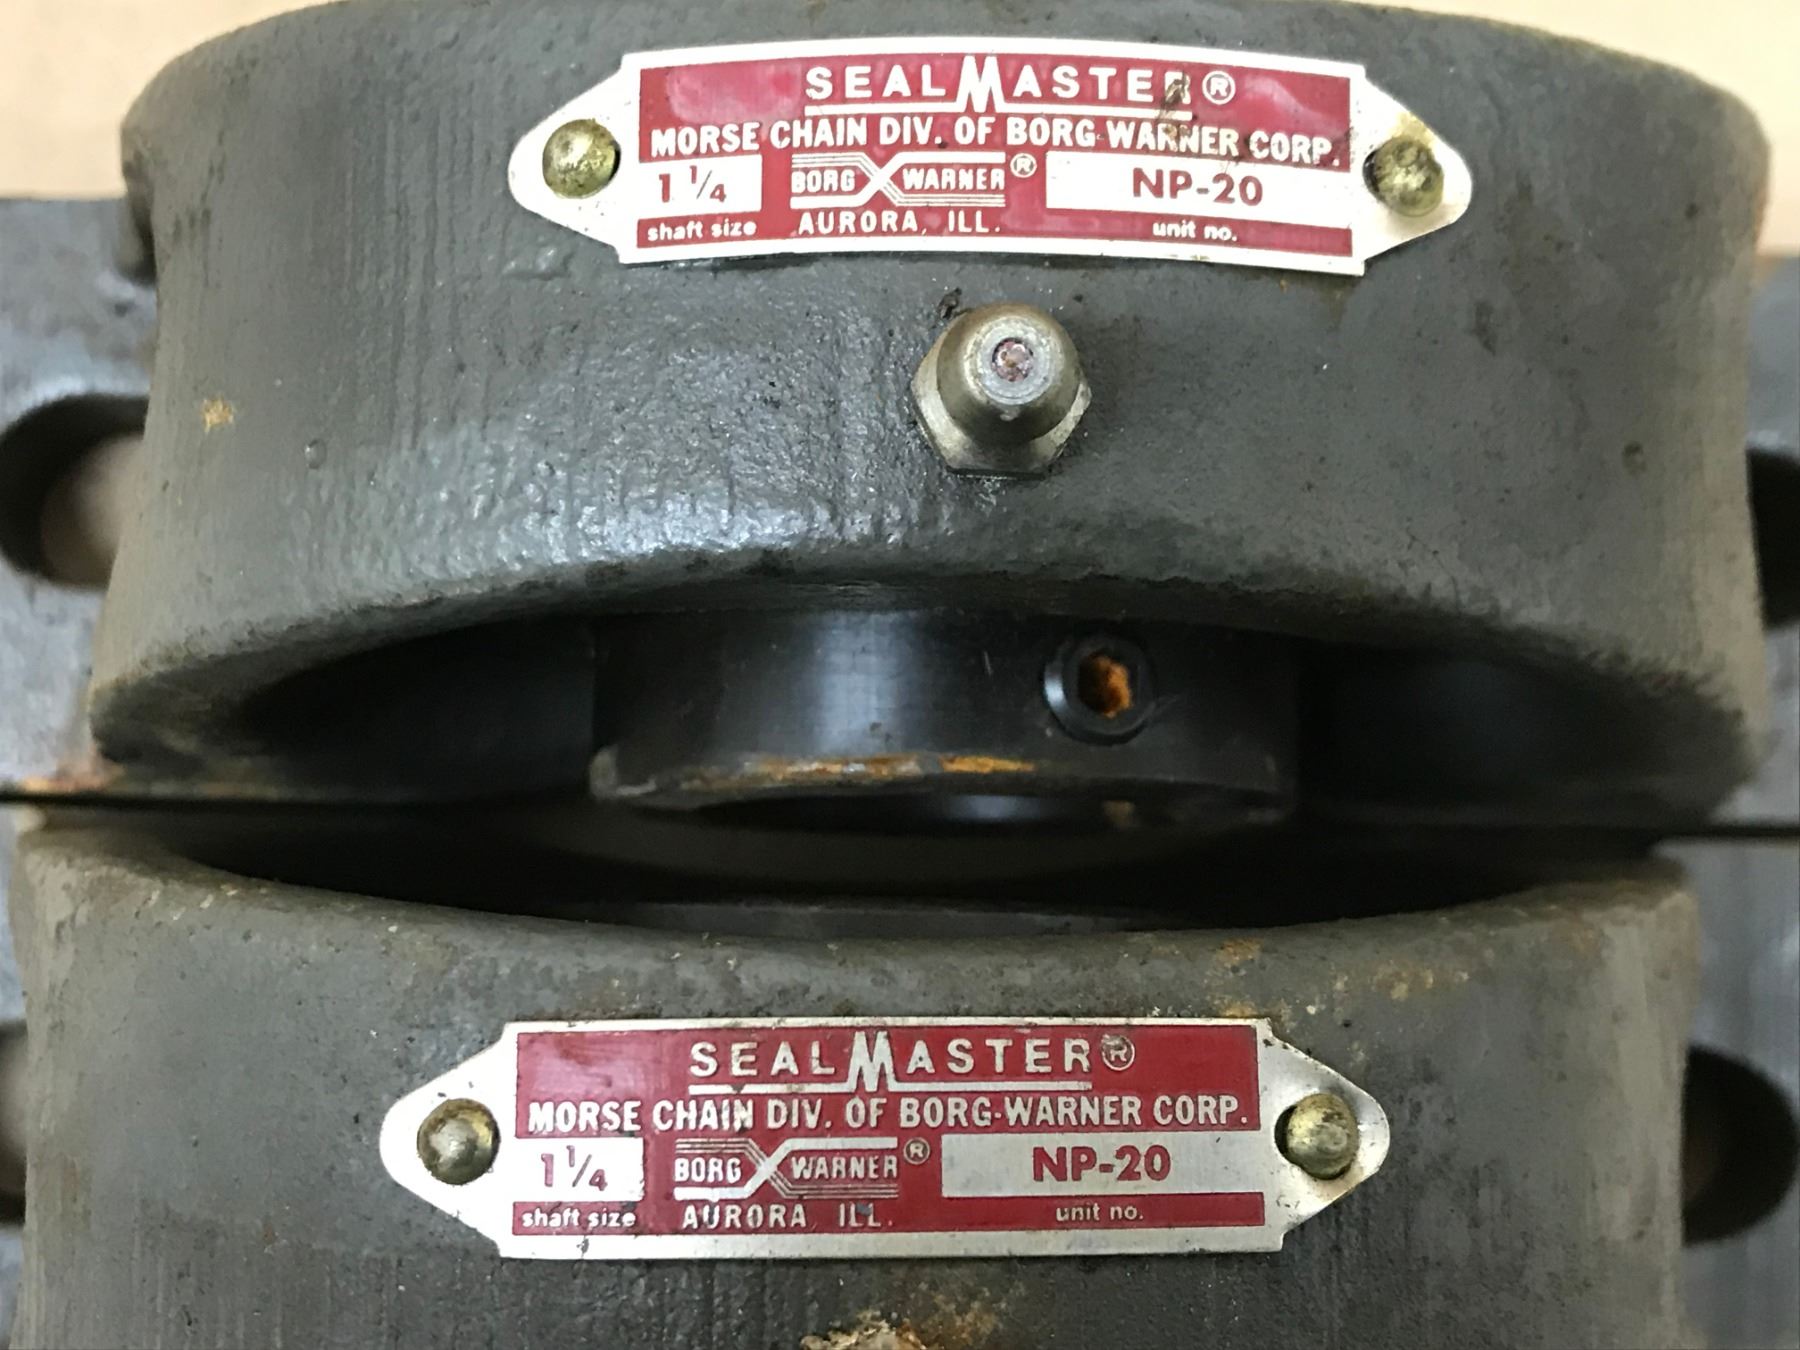 SEALMASTER®
MORSE CHAIN DIV. OF BORG-WARNER CORP.
1 1/4 BORG WARNER® NP-20
shaft size AURORA, ILL. unit no.
SEALMASTER®
MORSE CHAIN DIV. OF BORG-WARNER CORP.
1 1/4 BORG WARNER® NP-20
shaft size AURORA, ILL. unit no.